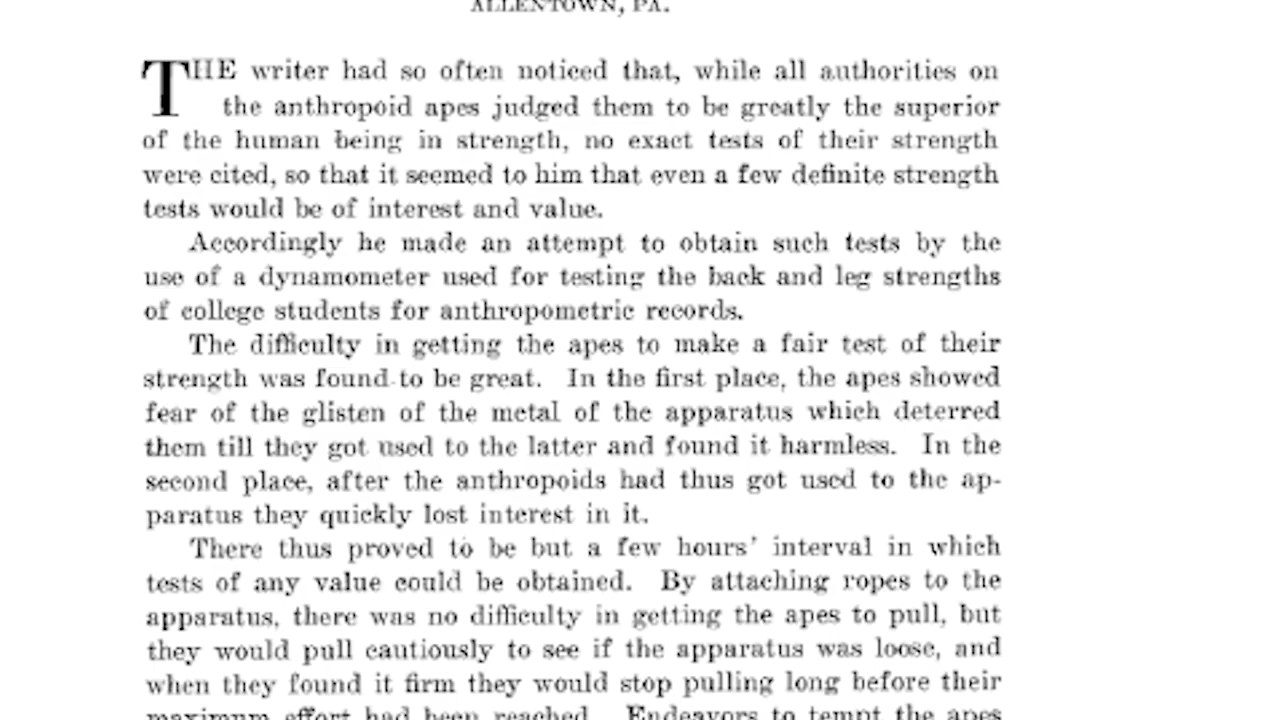 ALLENTOWN, PA.
THE writer had so often noticed that, while all authorities on
the anthropoid apes judged them to be greatly the superior
of the human being in strength, no exact tests of their strength
were cited, so that it seemed to him that even a few definite strength
tests would be of interest and value.
Accordingly he made an attempt to obtain such tests by the
use of a dynamometer used for testing the back and leg strengths
of college students for anthropometric records.
The difficulty in getting the apes to make a fair test of their
strength was found to be great. In the first place, the apes showed
fear of the glisten of the metal of the apparatus which deterred
them till they got used to the latter and found it harmless. In the
second place, after the anthropoids had thus got used to the ap-
paratus they quickly lost interest in it.
There thus proved to be but a few hours' interval in which
tests of any value could be obtained. By attaching ropes to the
apparatus, there was no difficulty in getting the apes to pull, but
they would pull cautiously to see if the apparatus was loose, and
when they found it firm they would stop pulling long before their
maximum effort had been reached. Endeavors to tempt the apes